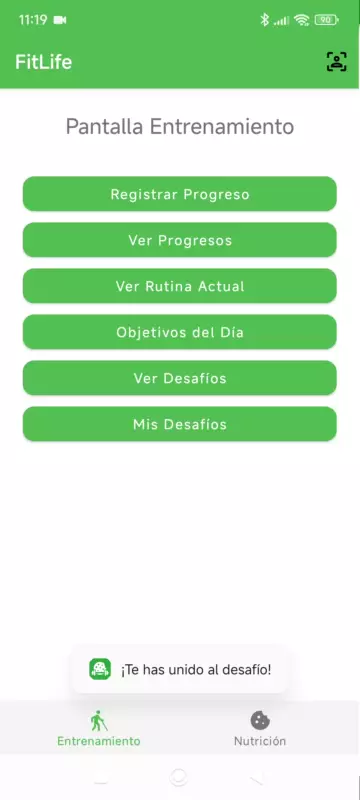 11:19
90
FitLife
Pantalla Entrenamiento
Registrar Progreso
Ver Progresos
Ver Rutina Actual
Objetivos del Día
Ver Desafíos
Mis Desafíos
¡Te has unido al desafío!
Entrenamiento
Nutrición